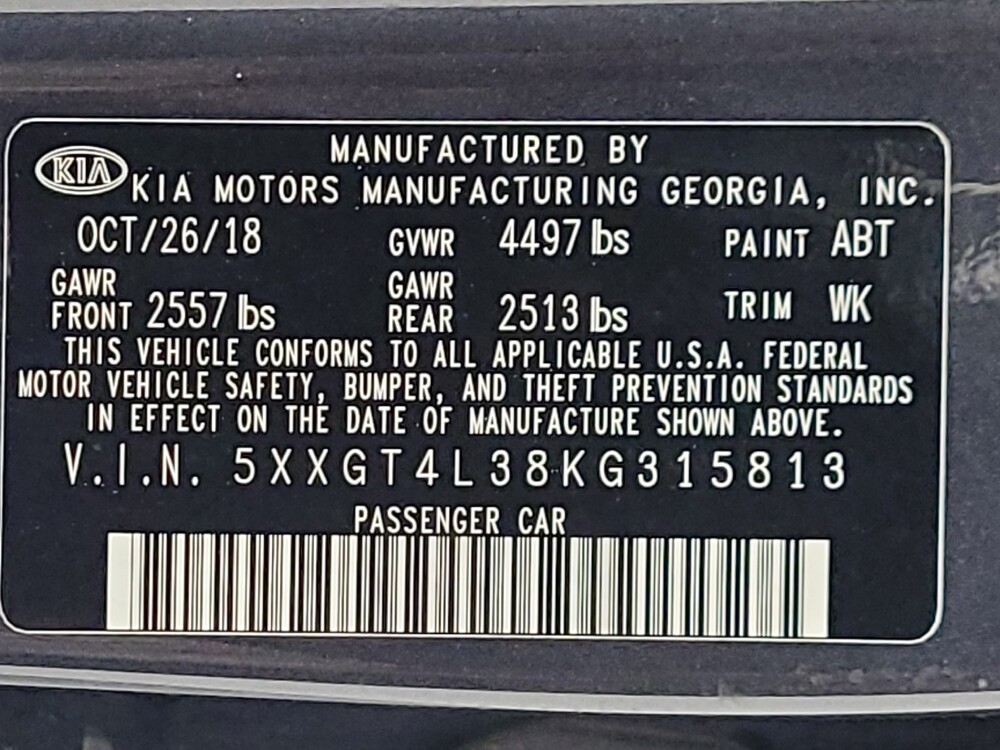 MANUFACTURED BY
KIA KIA MOTORS MANUFACTURING GEORGIA, INC.
OCT/26/18 GVWR 4497 lbs PAINT ABT
GAWR FRONT 2557 lbs GAWR REAR 2513 lbs TRIM WK
THIS VEHICLE CONFORMS TO ALL APPLICABLE U.S.A. FEDERAL
MOTOR VEHICLE SAFETY, BUMPER, AND THEFT PREVENTION STANDARDS
IN EFFECT ON THE DATE OF MANUFACTURE SHOWN ABOVE.
V.I.N. 5XXGT4L38KG315813
PASSENGER CAR